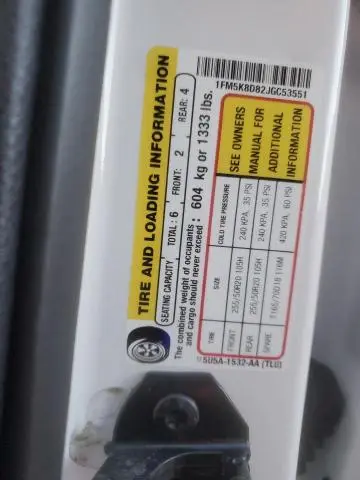 1FM5K8D82JGC53551
TIRE AND LOADING INFORMATION
SEATING CAPACITY TOTAL : 6 FRONT: 2 REAR: 4
The combined weight of occupants
and cargo should never exceed : 604 kg or 1333 lbs.
TIRE SIZE COLD TIRE PRESSURE SEE OWNERS
FRONT 255/50R20 105H 240 KPA, 35 PSI MANUAL FOR
REAR 255/50R20 105H 240 KPA, 35 PSI ADDITIONAL
SPARE T165/70D18 116M 420 KPA, 60 PSI INFORMATION
5U5A-1532-AA (TLU)